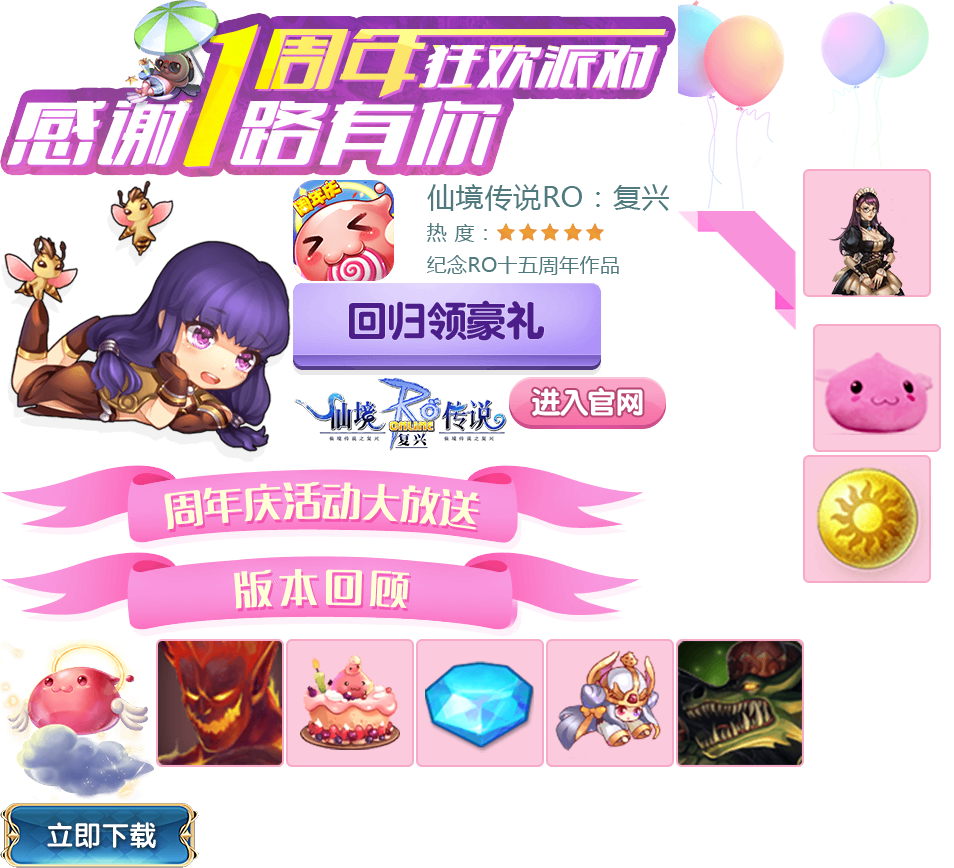 1周年狂欢派对
感谢1路有你
周年庆
仙境传说RO：复兴
热 度：
纪念RO十五周年作品
回归领豪礼
仙境RO传说
ONLINE
复兴
进入官网
周年庆活动大放送
版本回顾
立即下载